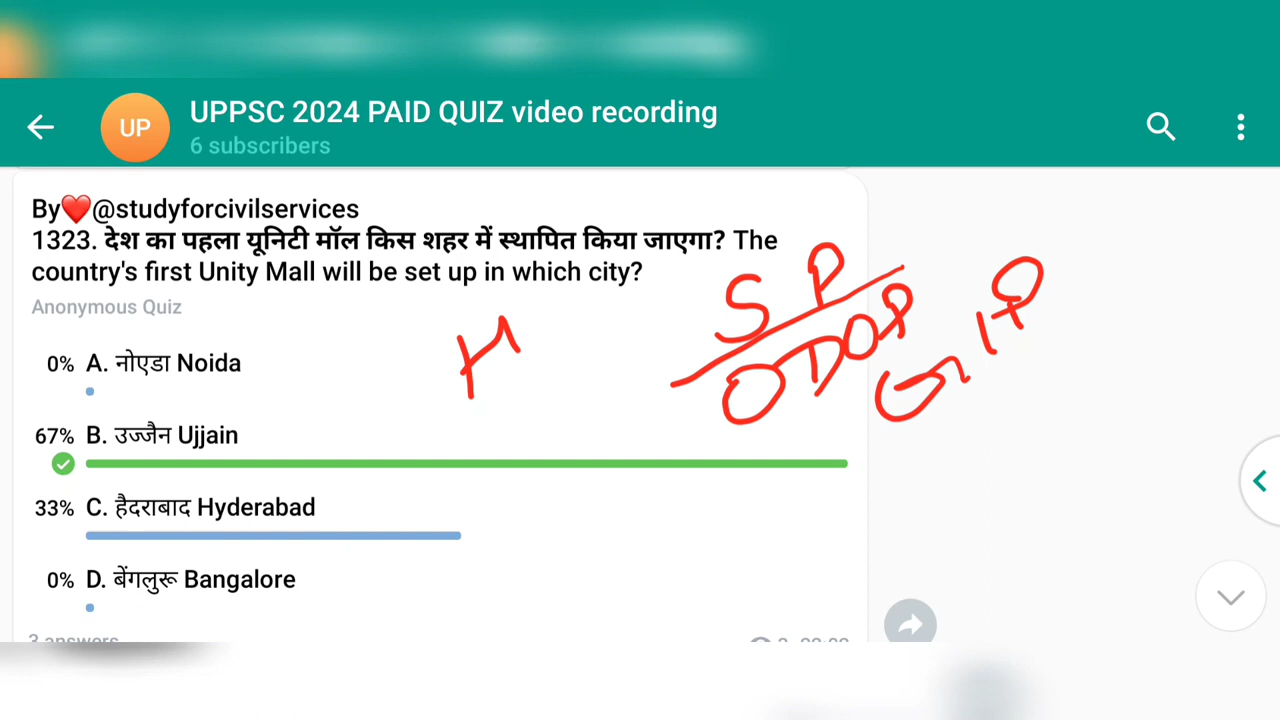 UP
UPPSC 2024 PAID QUIZ video recording
6 subscribers
By❤️@studyforcivilservices
1323. देश का पहला यूनिटी मॉल किस शहर में स्थापित किया जाएगा? The
country's first Unity Mall will be set up in which city?
Anonymous Quiz
0% A. नोएडा Noida
67% B. उज्जैन Ujjain
33% C. हैदराबाद Hyderabad
0% D. बेंगलुरू Bangalore
3 answers
SP
ODOP